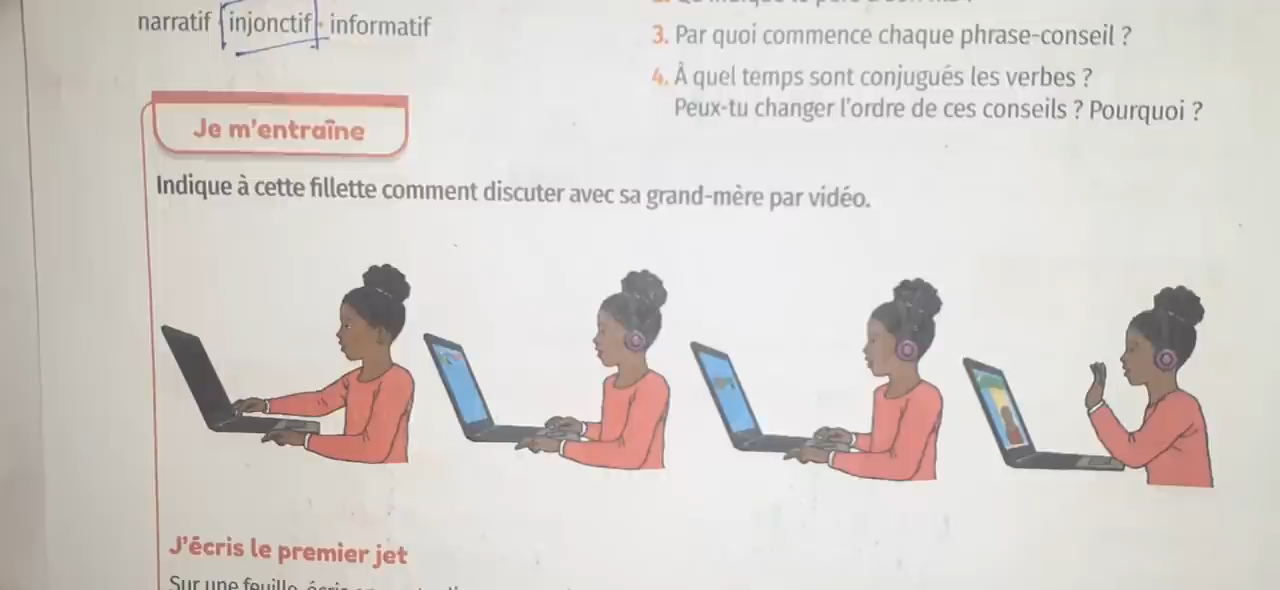 narratif injonctif · informatif
3. Par quoi commence chaque phrase-conseil ?
4. À quel temps sont conjugués les verbes ?
Peux-tu changer l'ordre de ces conseils ? Pourquoi ?
Je m'entraîne
Indique à cette fillette comment discuter avec sa grand-mère par vidéo.
J'écris le premier jet
Sur une feuille